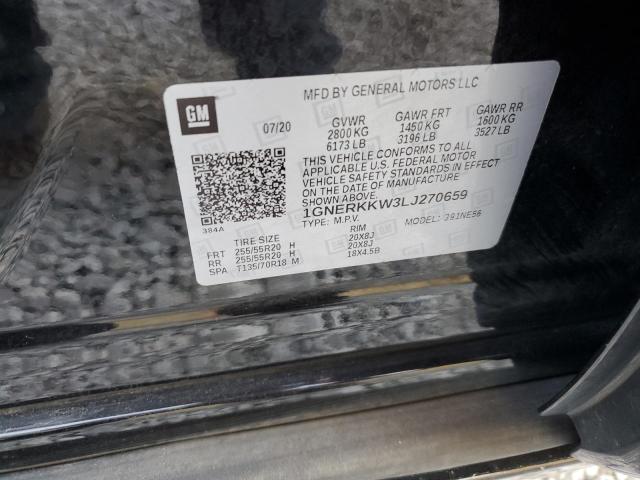 MFD BY GENERAL MOTORS LLC
GM
07/20 GVWR GAWR FRT GAWR RR
2800 KG 1450 KG 1600 KG
6173 LB 3196 LB 3527 LB
THIS VEHICLE CONFORMS TO ALL
APPLICABLE U.S. FEDERAL MOTOR
VEHICLE SAFETY STANDARDS IN EFFECT
ON THE DATE OF MANUFACTURE SHOWN ABOVE.
1GNERKKW3LJ270659
TYPE: M.P.V. MODEL: 391NE56
384A
TIRE SIZE RIM
FRT 255/55R20 H 20X8J
RR 255/55R20 H 20X8J
SPA T135/70R18 M 18X4.5B